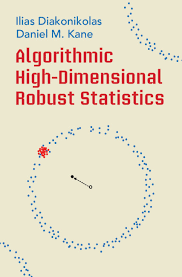 Ilias Diakonikolas
Daniel M. Kane
Algorithmic
High-Dimensional
Robust Statistics